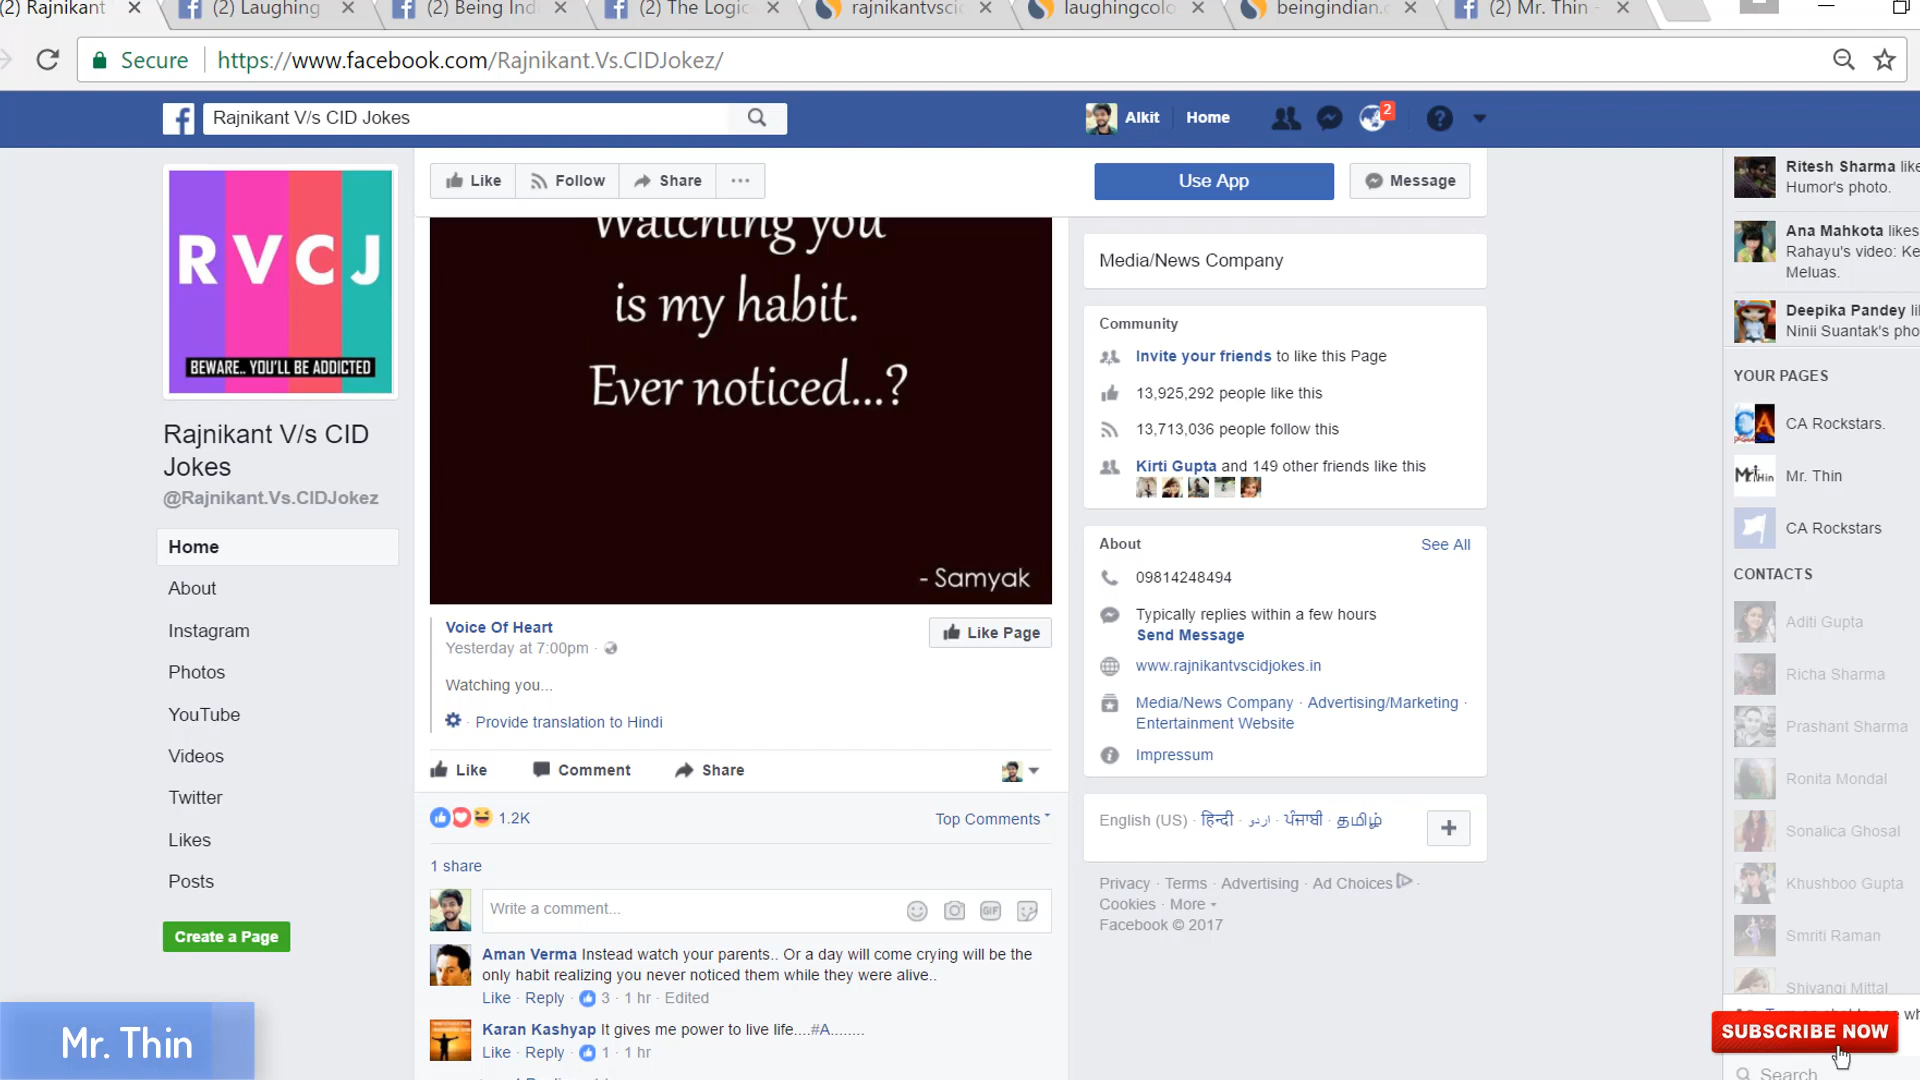 (2) Rajnikant
(2) Laughing
(2) Being Ind
(2) The Logic
rajnikantvscid
laughingcolo
beingindian.c
(2) Mr. Thin -
Secure
https://www.facebook.com/Rajnikant.Vs.CIDJokez/
Rajnikant V/s CID Jokes
Alkit
Home
2
RVCJ
BEWARE.. YOU'LL BE ADDICTED
Rajnikant V/s CID
Jokes
@Rajnikant.Vs.CIDJokez
Home
About
Instagram
Photos
YouTube
Videos
Twitter
Likes
Posts
Create a Page
Like
Follow
Share
Use App
Message
Watching you
is my habit.
Ever noticed...?
- Samyak
Voice Of Heart
Yesterday at 7:00pm ·
Like Page
Watching you...
· Provide translation to Hindi
Like
Comment
Share
1.2K
Top Comments
1 share
Write a comment...
GIF
Aman Verma Instead watch your parents.. Or a day will come crying will be the
only habit realizing you never noticed them while they were alive..
Like · Reply · 3 · 1 hr · Edited
Karan Kashyap It gives me power to live life....#A........
Like · Reply · 1 · 1 hr
Media/News Company
Community
Invite your friends to like this Page
13,925,292 people like this
13,713,036 people follow this
Kirti Gupta and 149 other friends like this
About
See All
09814248494
Typically replies within a few hours
Send Message
www.rajnikantvscidjokes.in
Media/News Company · Advertising/Marketing ·
Entertainment Website
Impressum
English (US) · हिन्दी · اردو · ਪੰਜਾਬੀ · தமிழ்
Privacy · Terms · Advertising · Ad Choices ·
Cookies · More
Facebook © 2017
Ritesh Sharma like
Humor's photo.
Ana Mahkota likes
Rahayu's video: Ke
Meluas.
Deepika Pandey li
Ninii Suantak's pho
YOUR PAGES
CA
CA Rockstars.
Mr. Thin
Mr. Thin
CA Rockstars
CONTACTS
Aditi Gupta
Richa Sharma
Prashant Sharma
Ronita Mondal
Sonalica Ghosal
Khushboo Gupta
Smriti Raman
Shivangi Mittal
SUBSCRIBE NOW
Search
Mr. Thin